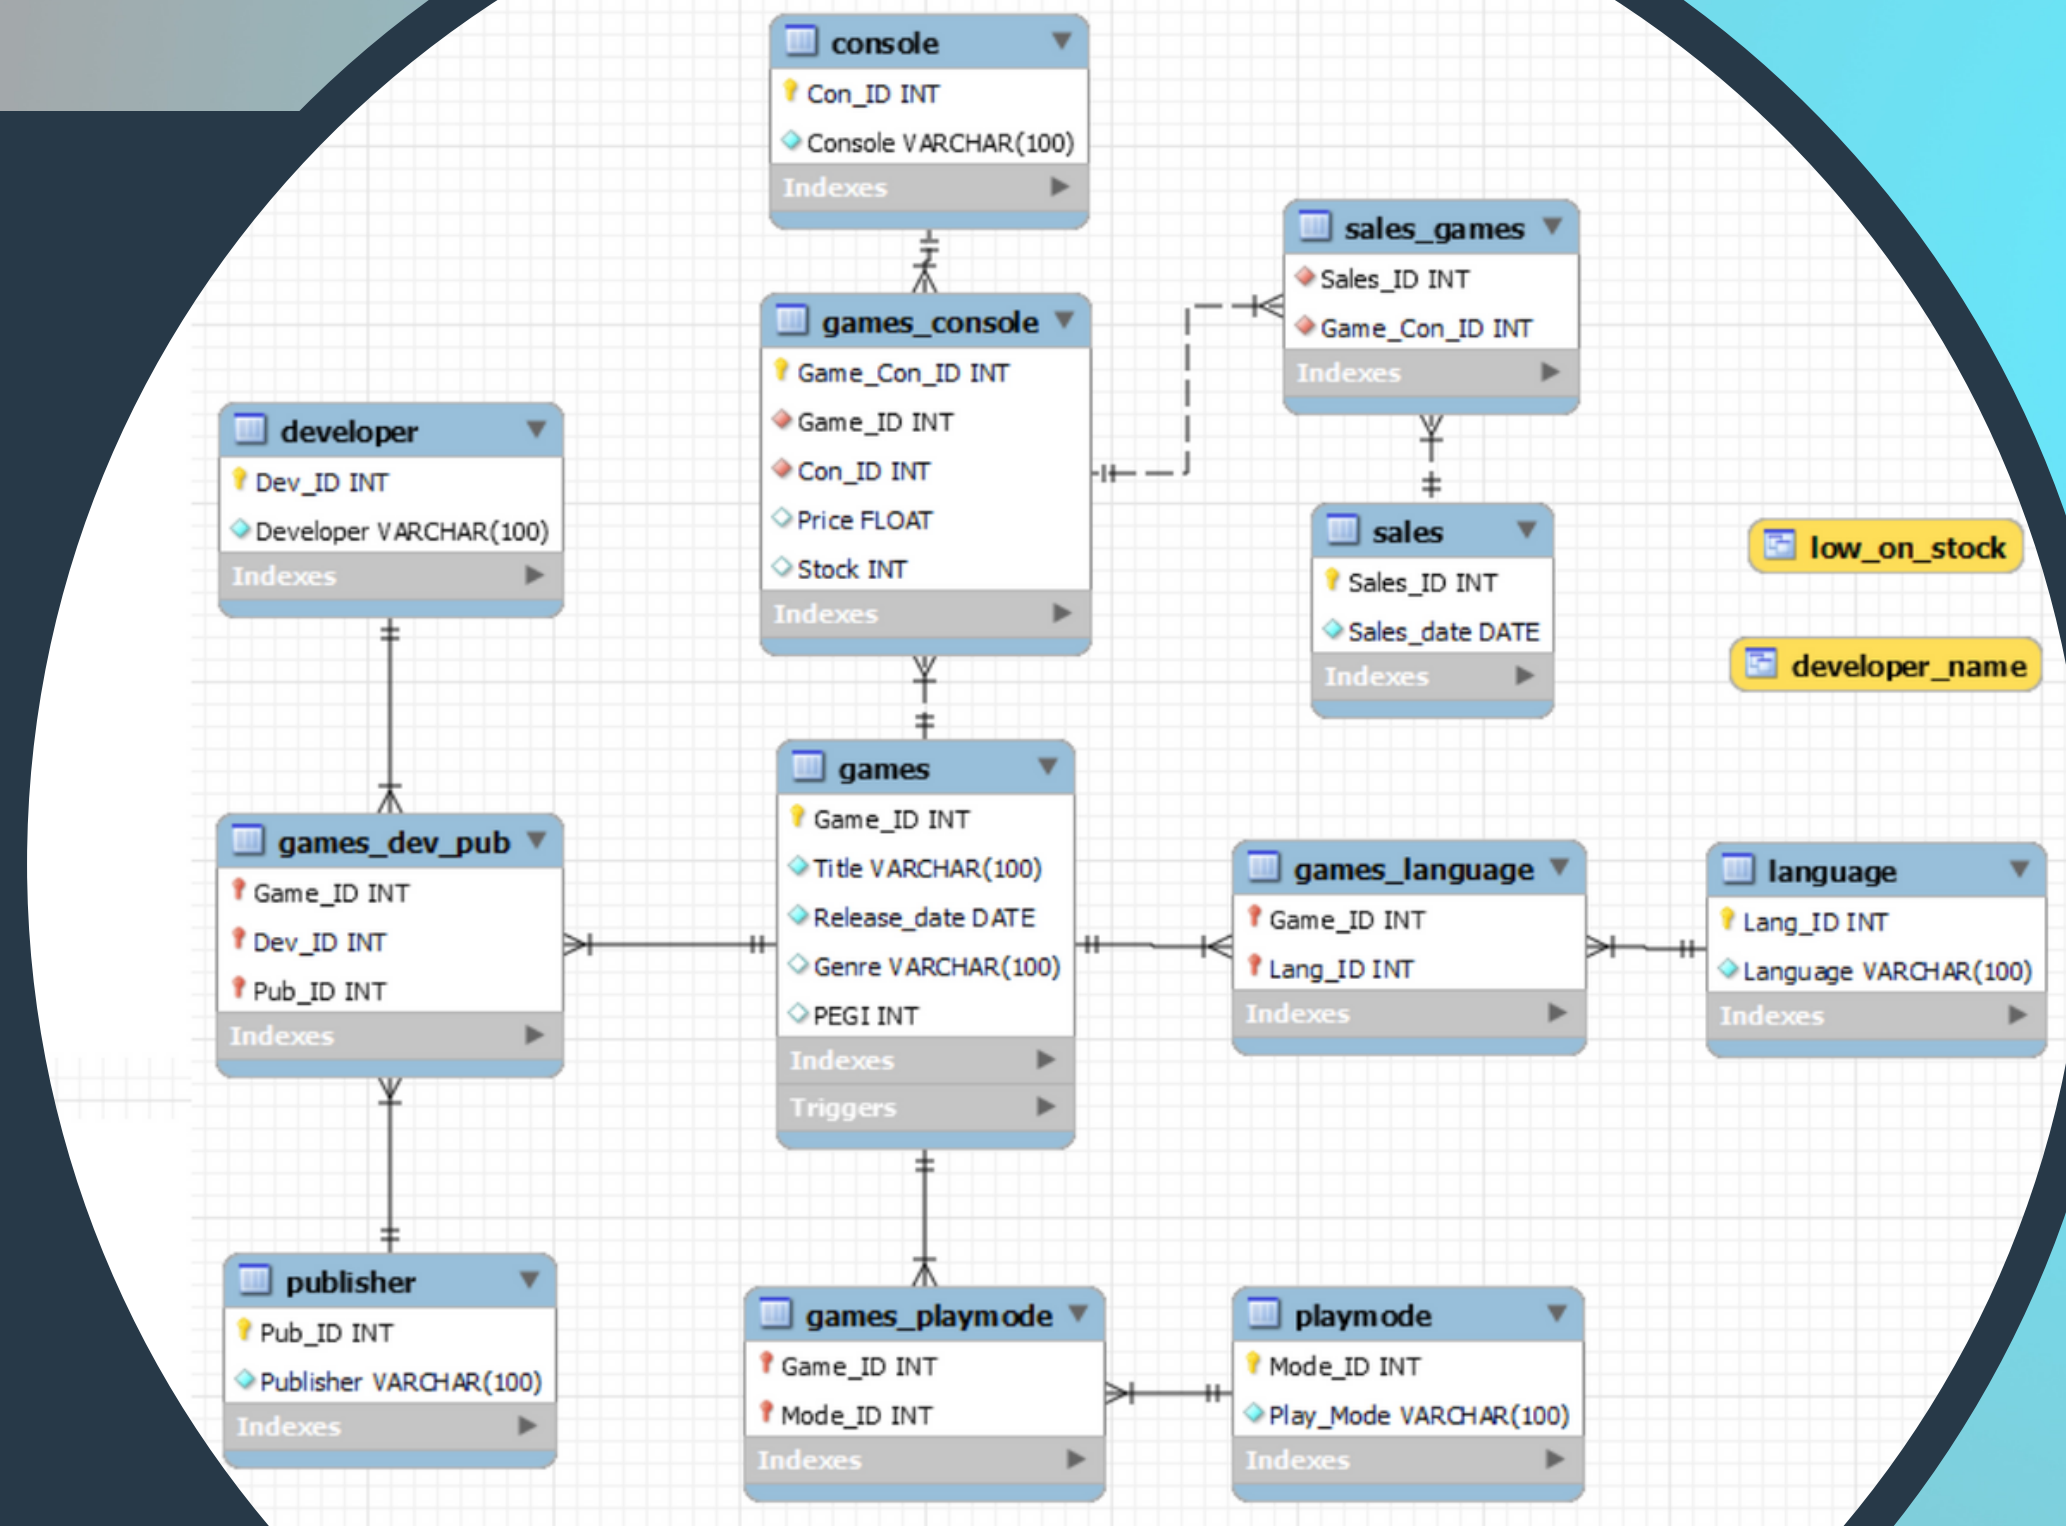 console
Con_ID INT
Console VARCHAR(100)
Indexes
sales_games
Sales_ID INT
Game_Con_ID INT
Indexes
games_console
Game_Con_ID INT
Game_ID INT
Con_ID INT
Price FLOAT
Stock INT
Indexes
developer
Dev_ID INT
Developer VARCHAR(100)
Indexes
sales
Sales_ID INT
Sales_date DATE
Indexes
low_on_stock
developer_name
games_dev_pub
Game_ID INT
Dev_ID INT
Pub_ID INT
Indexes
games
Game_ID INT
Title VARCHAR(100)
Release_date DATE
Genre VARCHAR(100)
PEGI INT
Indexes
Triggers
games_language
Game_ID INT
Lang_ID INT
Indexes
language
Lang_ID INT
Language VARCHAR(100)
Indexes
publisher
Pub_ID INT
Publisher VARCHAR(100)
Indexes
games_playmode
Game_ID INT
Mode_ID INT
Indexes
playmode
Mode_ID INT
Play_Mode VARCHAR(100)
Indexes